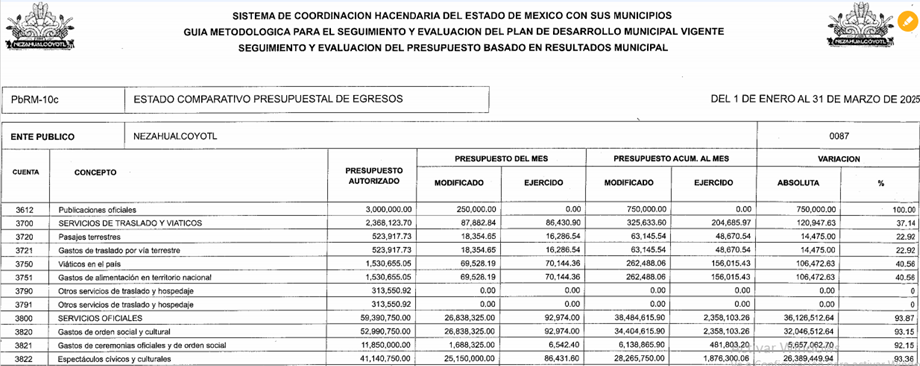 SISTEMA DE COORDINACION HACENDARIA DEL ESTADO DE MEXICO CON SUS MUNICIPIOS
GUIA METODOLOGICA PARA EL SEGUIMIENTO Y EVALUACION DEL PLAN DE DESARROLLO MUNICIPAL VIGENTE
SEGUIMIENTO Y EVALUACION DEL PRESUPUESTO BASADO EN RESULTADOS MUNICIPAL
NEZAHUALCOYOTL NEZAHUALCOYOTL
PbRM-10c ESTADO COMPARATIVO PRESUPUESTAL DE EGRESOS DEL 1 DE ENERO AL 31 DE MARZO DE 2025
ENTE PUBLICO NEZAHUALCOYOTL 0087
CUENTA CONCEPTO PRESUPUESTO AUTORIZADO PRESUPUESTO DEL MES PRESUPUESTO ACUM. AL MES VARIACION
MODIFICADO EJERCIDO MODIFICADO EJERCIDO ABSOLUTA %
3612 Publicaciones oficiales 3,000,000.00 250,000.00 0.00 750,000.00 0.00 750,000.00 100.00
3700 SERVICIOS DE TRASLADO Y VIATICOS 2,368,123.70 87,882.84 86,430.90 325,633.60 204,685.97 120,947.63 37.14
3720 Pasajes terrestres 523,917.73 18,354.65 16,286.54 63,145.54 48,670.54 14,475.00 22.92
3721 Gastos de traslado por vía terrestre 523,917.73 18,354.65 16,286.54 63,145.54 48,670.54 14,475.00 22.92
3750 Viáticos en el país 1,530,655.05 69,528.19 70,144.36 262,488.06 156,015.43 106,472.63 40.56
3751 Gastos de alimentación en territorio nacional 1,530,655.05 69,528.19 70,144.36 262,488.06 156,015.43 106,472.63 40.56
3790 Otros servicios de traslado y hospedaje 313,550.92 0.00 0.00 0.00 0.00 0.00 0
3791 Otros servicios de traslado y hospedaje 313,550.92 0.00 0.00 0.00 0.00 0.00 0
3800 SERVICIOS OFICIALES 59,390,750.00 26,838,325.00 92,974.00 38,484,615.90 2,358,103.26 36,126,512.64 93.87
3820 Gastos de orden social y cultural 52,990,750.00 26,838,325.00 92,974.00 34,404,615.90 2,358,103.26 32,046,512.64 93.15
3821 Gastos de ceremonias oficiales y de orden social 11,850,000.00 1,688,325.00 6,542.40 6,138,865.90 481,803.20 5,657,062.70 92.15
3822 Espectáculos cívicos y culturales 41,140,750.00 25,150,000.00 86,431.60 28,265,750.00 1,876,300.06 26,389,449.94 93.36